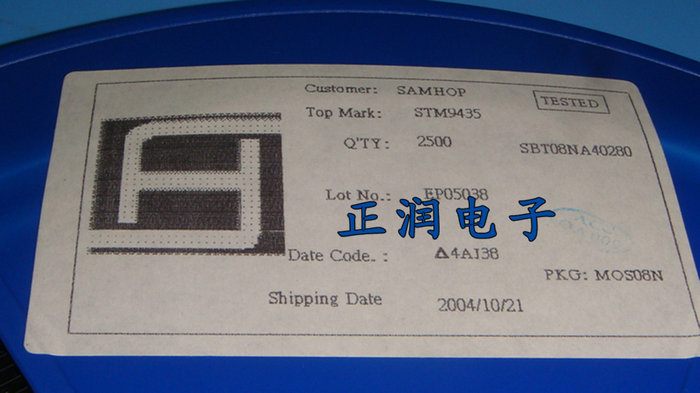 Customer: SAMHOP
TESTED
Top Mark: STM9435
Q'TY: 2500
SBT08NA40280
Lot No.: EP05038
正润电子
Date Code.: Δ4AJ38
PKG: MOS08N
Shipping Date 2004/10/21